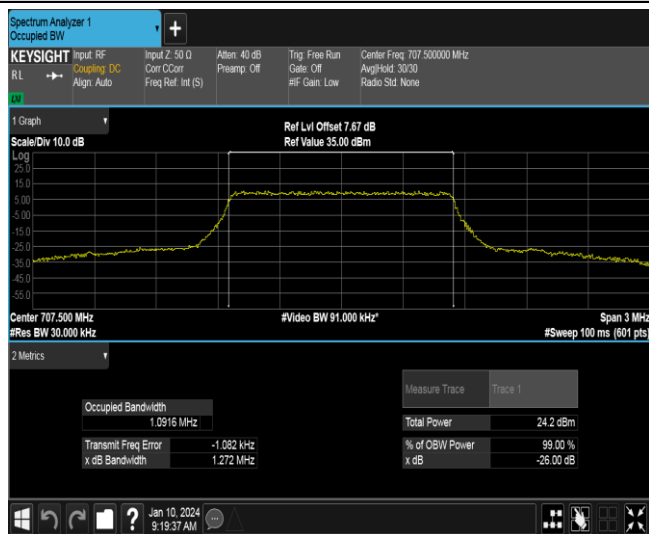 Spectrum Analyzer 1
Occupied BW
+
KEYSIGHT
RL
LM
Input: RF
Coupling: DC
Align: Auto
Input Z: 50 Ω
Corr CCorr
Freq Ref: Int (S)
Atten: 40 dB
Preamp: Off
Trig: Free Run
Gate: Off
#IF Gain: Low
Center Freq: 707.500000 MHz
Avg|Hold: 30/30
Radio Std: None
1 Graph
Scale/Div 10.0 dB
Ref Lvl Offset 7.67 dB
Ref Value 35.00 dBm
Log
25.0
15.0
5.00
-5.00
-15.0
-25.0
-35.0
-45.0
-55.0
Center 707.500 MHz
#Video BW 91.000 kHz*
Span 3 MHz
#Res BW 30.000 kHz
#Sweep 100 ms (601 pts)
2 Metrics
Measure Trace Trace 1
Occupied Bandwidth
1.0916 MHz
Total Power 24.2 dBm
Transmit Freq Error -1.082 kHz
% of OBW Power 99.00 %
x dB Bandwidth 1.272 MHz
x dB -26.00 dB
?
Jan 10, 2024
9:19:37 AM